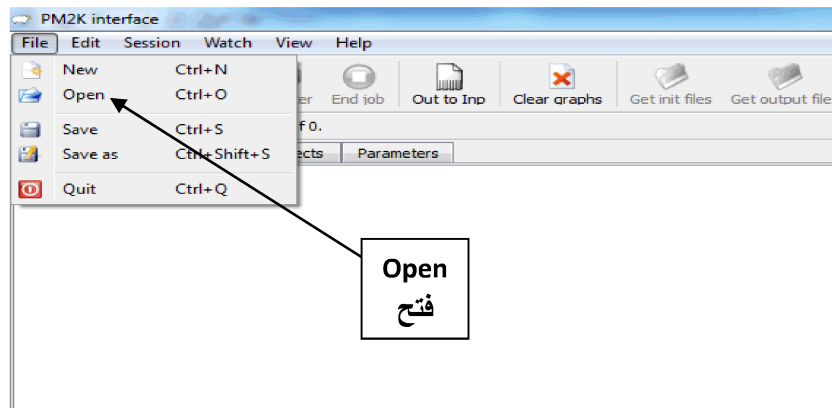 PM2K interface
File Edit Session Watch View Help
New Ctrl+N
Open Ctrl+O
Save Ctrl+S
Save as Ctrl+Shift+S
Quit Ctrl+Q
End job Out to Inp Clear graphs Get init files Get output file
f 0.
Parameters
Open
فتح